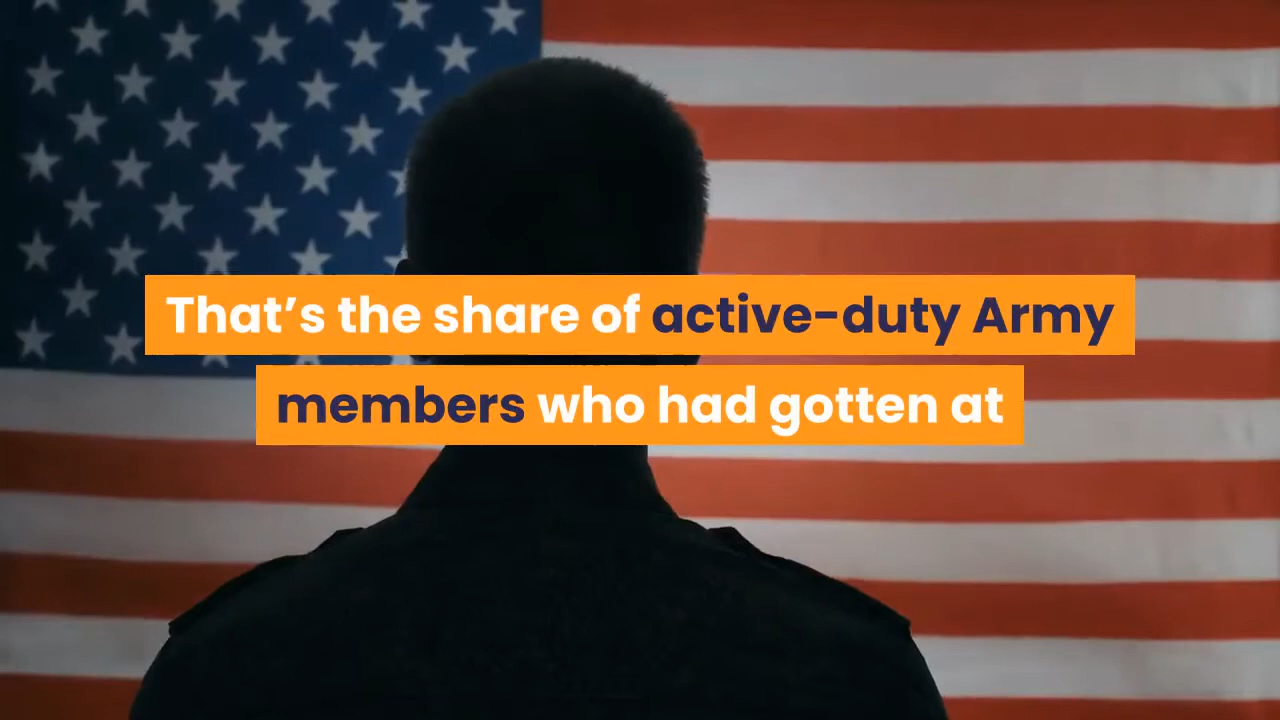 That’s the share of active-duty Army
members who had gotten at